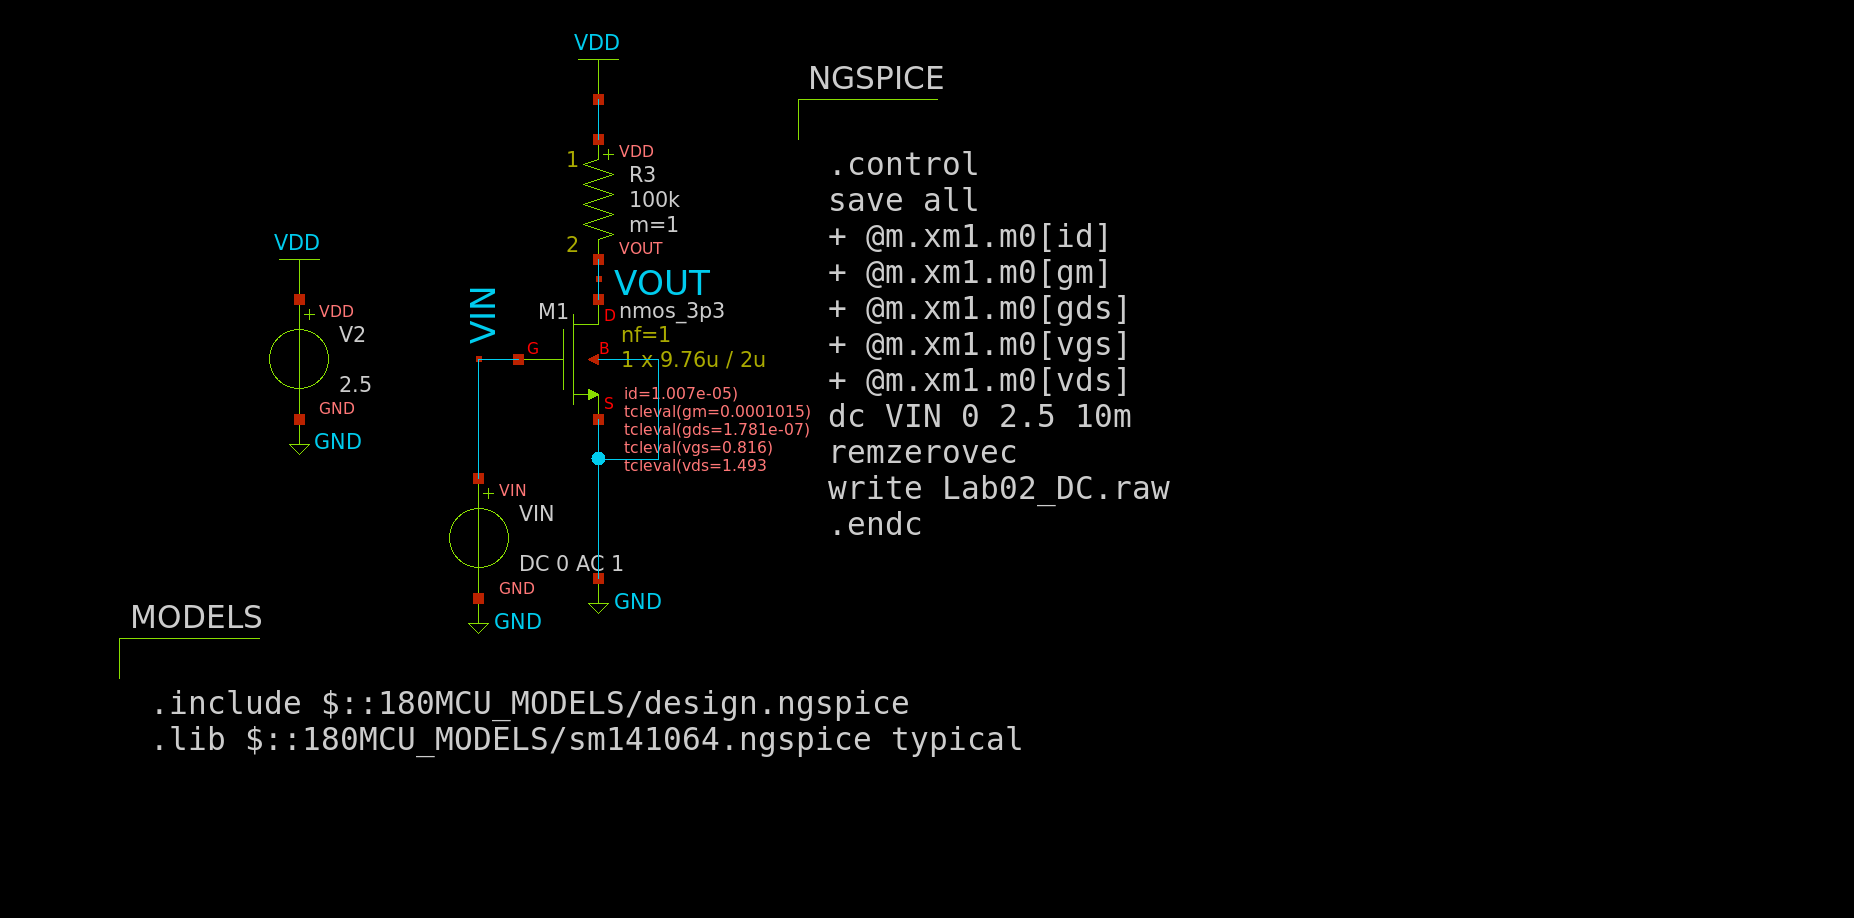 VDD
VDD
+ VDD
V2
2.5
GND
GND
VDD
1
+ VDD
R3
100k
m=1
2
VOUT
VOUT
VIN
M1
D
nmos_3p3
nf=1
G
B
1 x 9.76u / 2u
S
id=1.007e-05)
tcleval(gm=0.0001015)
tcleval(gds=1.781e-07)
tcleval(vgs=0.816)
tcleval(vds=1.493
+ VIN
VIN
DC 0 AC 1
GND
GND
GND
NGSPICE
.control
save all
+ @m.xm1.m0[id]
+ @m.xm1.m0[gm]
+ @m.xm1.m0[gds]
+ @m.xm1.m0[vgs]
+ @m.xm1.m0[vds]
dc VIN 0 2.5 10m
remzerovec
write Lab02_DC.raw
.endc
MODELS
.include $::180MCU_MODELS/design.ngspice
.lib $::180MCU_MODELS/sm141064.ngspice typical